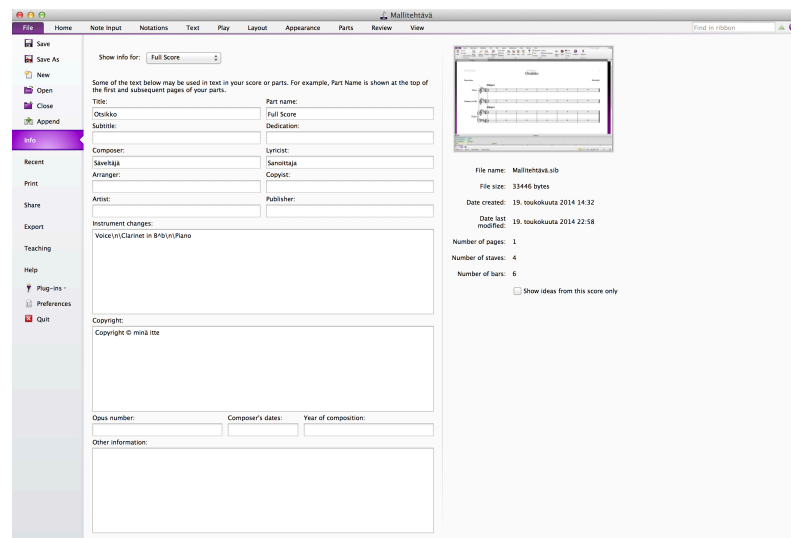 Mallitehtävä
File Home Note Input Notations Text Play Layout Appearance Parts Review View Find in ribbon
Save
Save As
New
Open
Close
Append
Info
Recent
Print
Share
Export
Teaching
Help
Plug-ins
Preferences
Quit
Show info for: Full Score
Some of the text below may be used in text in your score or parts. For example, Part Name is shown at the top of
the first and subsequent pages of your parts.
Title: Part name:
Otsikko Full Score
Subtitle: Dedication:
Composer: Lyricist:
Säveltäjä Sanoittaja
Arranger: Copyist:
Artist: Publisher:
Instrument changes:
Voice\n\Clarinet in B^b\n\Piano
Copyright:
Copyright © minä itte
Opus number: Composer's dates: Year of composition:
Other information:
File name: Mallitehtävä.sib
File size: 33446 bytes
Date created: 19. toukokuuta 2014 14:32
Date last
modified: 19. toukokuuta 2014 22:58
Number of pages: 1
Number of staves: 4
Number of bars: 6
Show ideas from this score only